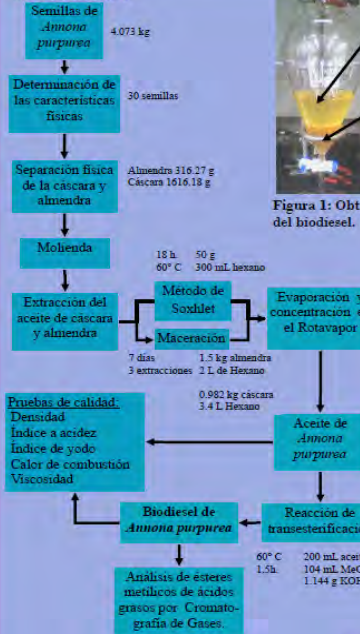 Semillas de
Annona
purpurea
4.073 kg
Determinación de
las características
físicas
30 semillas
Separación física
de la cáscara y
almendra
Almendra 316.27 g
Cáscara 1616.18 g
Figura 1: Obt
del biodiesel.
Molienda
18 h. 50 g
60° C 300 mL hexano
Extracción del
aceite de cáscara
y almendra
Método de
Soxhlet
Maceración
Evaporación y
concentración e
el Rotavapor
7 días 1.5 kg almendra
3 extracciones 2 L de Hexano
0.982 kg cáscara
3.4 L Hexano
Pruebas de calidad:
Densidad
Índice a acidez
Índice de yodo
Calor de combustión
Viscosidad
Aceite de
Annona
purpurea
Biodiesel de
Annona purpurea
Reacción de
transesterificació
60° C 200 mL aceit
1.5h. 104 mL MeO
1.144 g KOH
Análisis de ésteres
metílicos de ácidos
grasos por Cromato-
grafía de Gases.